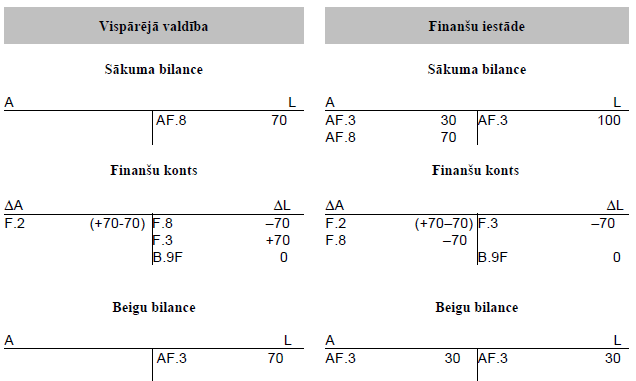 Vispārējā valdība
Sākuma bilance
A L
AF.8 70
Finanšu konts
ΔA ΔL
F.2 (+70-70) F.8 –70
F.3 +70
B.9F 0
Beigu bilance
A L
AF.3 70
Finanšu iestāde
Sākuma bilance
A L
AF.3 30 AF.3 100
AF.8 70
Finanšu konts
ΔA ΔL
F.2 (+70–70) F.3 –70
F.8 –70
B.9F 0
Beigu bilance
A L
AF.3 30 AF.3 30